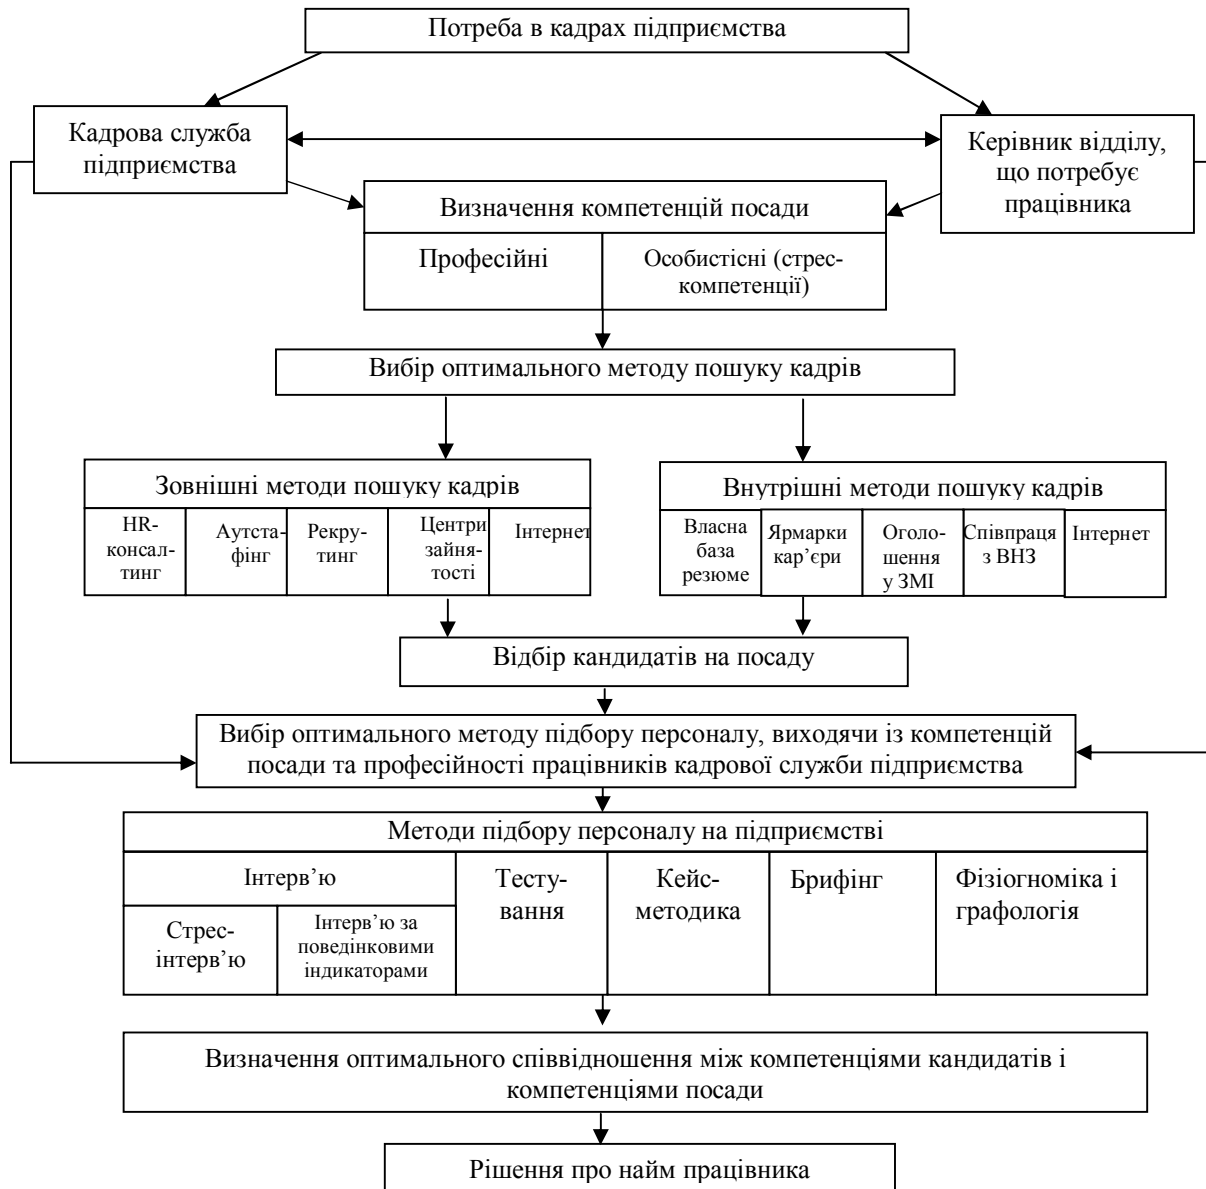 Потреба в кадрах підприємства
Кадрова служба
підприємства
Керівник відділу,
що потребує
працівника
Визначення компетенцій посади
Професійні
Особистісні (стрес-
компетенції)
Вибір оптимального методу пошуку кадрів
Зовнішні методи пошуку кадрів
HR-
консал-
тинг
Аутста-
фінг
Рекру-
тинг
Центри
зайня-
тості
Інтернет
Внутрішні методи пошуку кадрів
Власна
база
резюме
Ярмарки
кар’єри
Оголо-
шення
у ЗМІ
Співпраця
з ВНЗ
Інтернет
Відбір кандидатів на посаду
Вибір оптимального методу підбору персоналу, виходячи із компетенцій
посади та професійності працівників кадрової служби підприємства
Методи підбору персоналу на підприємстві
Інтерв’ю
Стрес-
інтерв’ю
Інтерв’ю за
поведінковими
індикаторами
Тесту-
вання
Кейс-
методика
Брифінг
Фізіогноміка і
графологія
Визначення оптимального співвідношення між компетенціями кандидатів і
компетенціями посади
Рішення про найм працівника